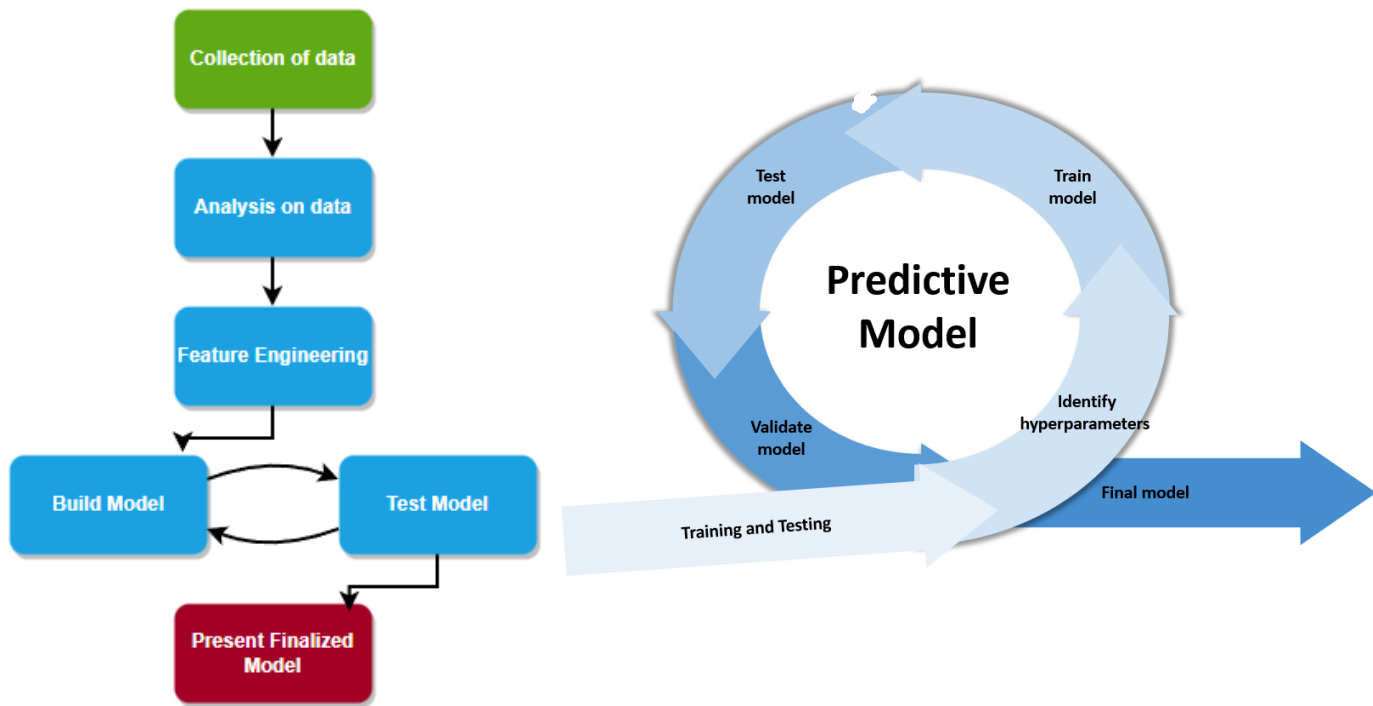 Collection of data
Analysis on data
Feature Engineering
Build Model
Test Model
Present Finalized
Model
Test
model
Train
model
Predictive
Model
Validate
model
Identify
hyperparameters
Training and Testing
Final model